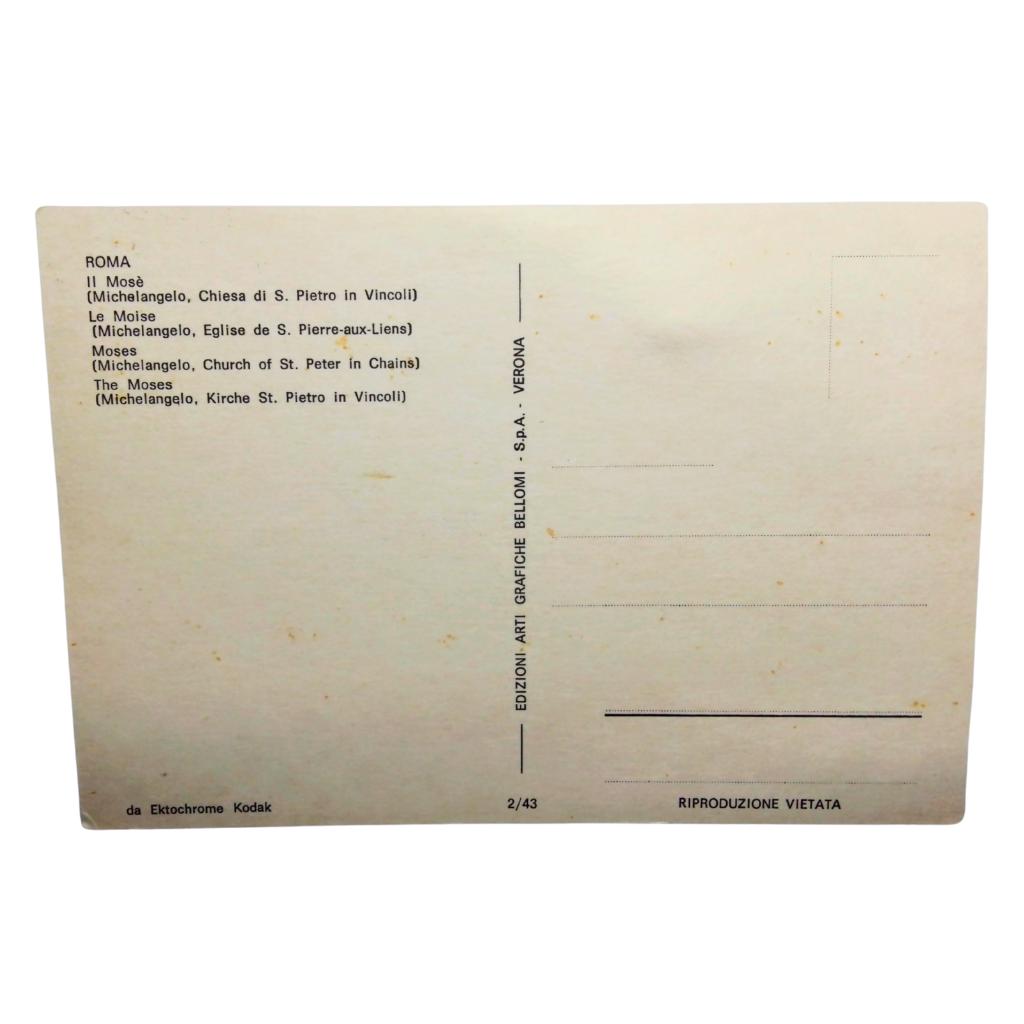 ROMA
Il Mosè
(Michelangelo, Chiesa di S. Pietro in Vincoli)
Le Moise
(Michelangelo, Eglise de S. Pierre-aux-Liens)
Moses
(Michelangelo, Church of St. Peter in Chains)
The Moses
(Michelangelo, Kirche St. Pietro in Vincoli)
da Ektochrome Kodak
EDIZIONI ARTI GRAFICHE BELLOMI - S.p.A. - VERONA
2/43
RIPRODUZIONE VIETATA